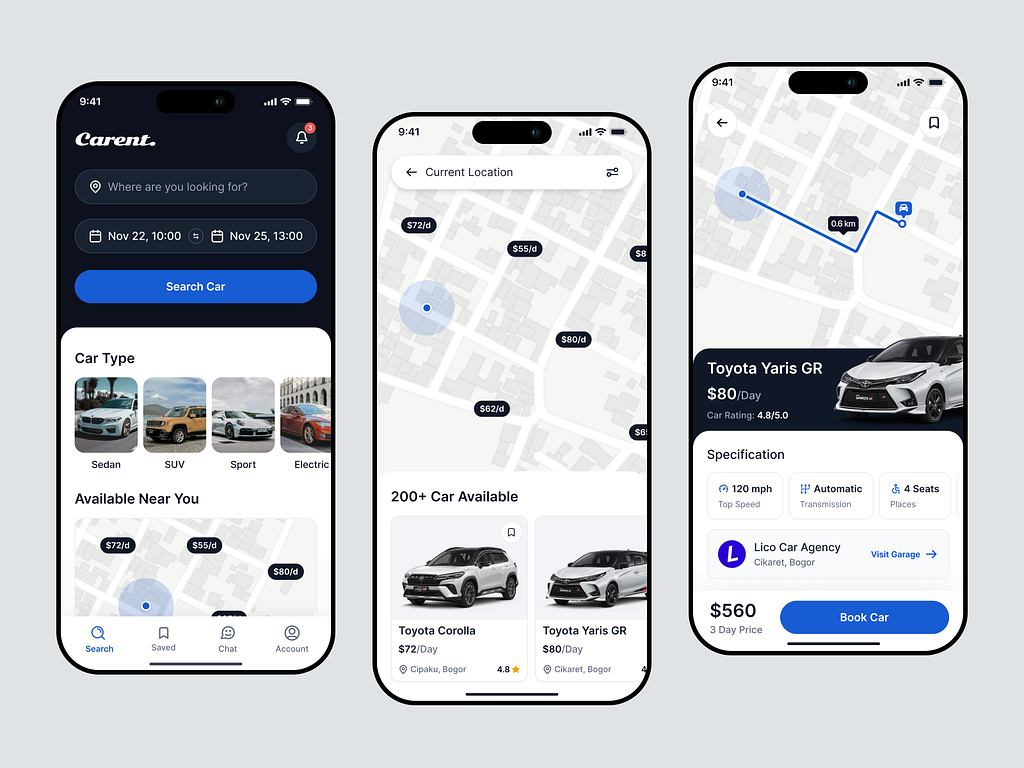 9:41
Carent.
3
Where are you looking for?
Nov 22, 10:00
Nov 25, 13:00
Search Car
Car Type
Sedan
SUV
Sport
Electric
Available Near You
$72/d
$55/d
$80/d
Search
Saved
Chat
Account
9:41
Current Location
$72/d
$55/d
$8
$80/d
$62/d
$6
200+ Car Available
Toyota Corolla
$72/Day
Cipaku, Bogor
4.8
Toyota Yaris GR
$80/Day
Cikaret, Bogor
4
9:41
0.6 km
Toyota Yaris GR
$80/Day
Car Rating: 4.8/5.0
Specification
120 mph
Top Speed
Automatic
Transmission
4 Seats
Places
L
Lico Car Agency
Cikaret, Bogor
Visit Garage
$560
3 Day Price
Book Car